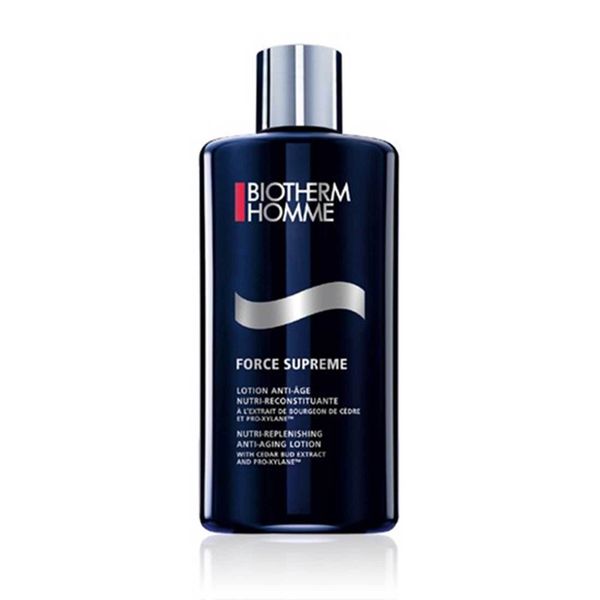 BIOTHERM
HOMME
FORCE SUPREME
LOTION ANTI-ÂGE
NUTRI-RECONSTITUANTE
À L'EXTRAIT DE BOURGEON DE CÈDRE
ET PRO-XYLANE™
NUTRI-REPLENISHING
ANTI-AGING LOTION
WITH CEDAR BUD EXTRACT
AND PRO-XYLANE™